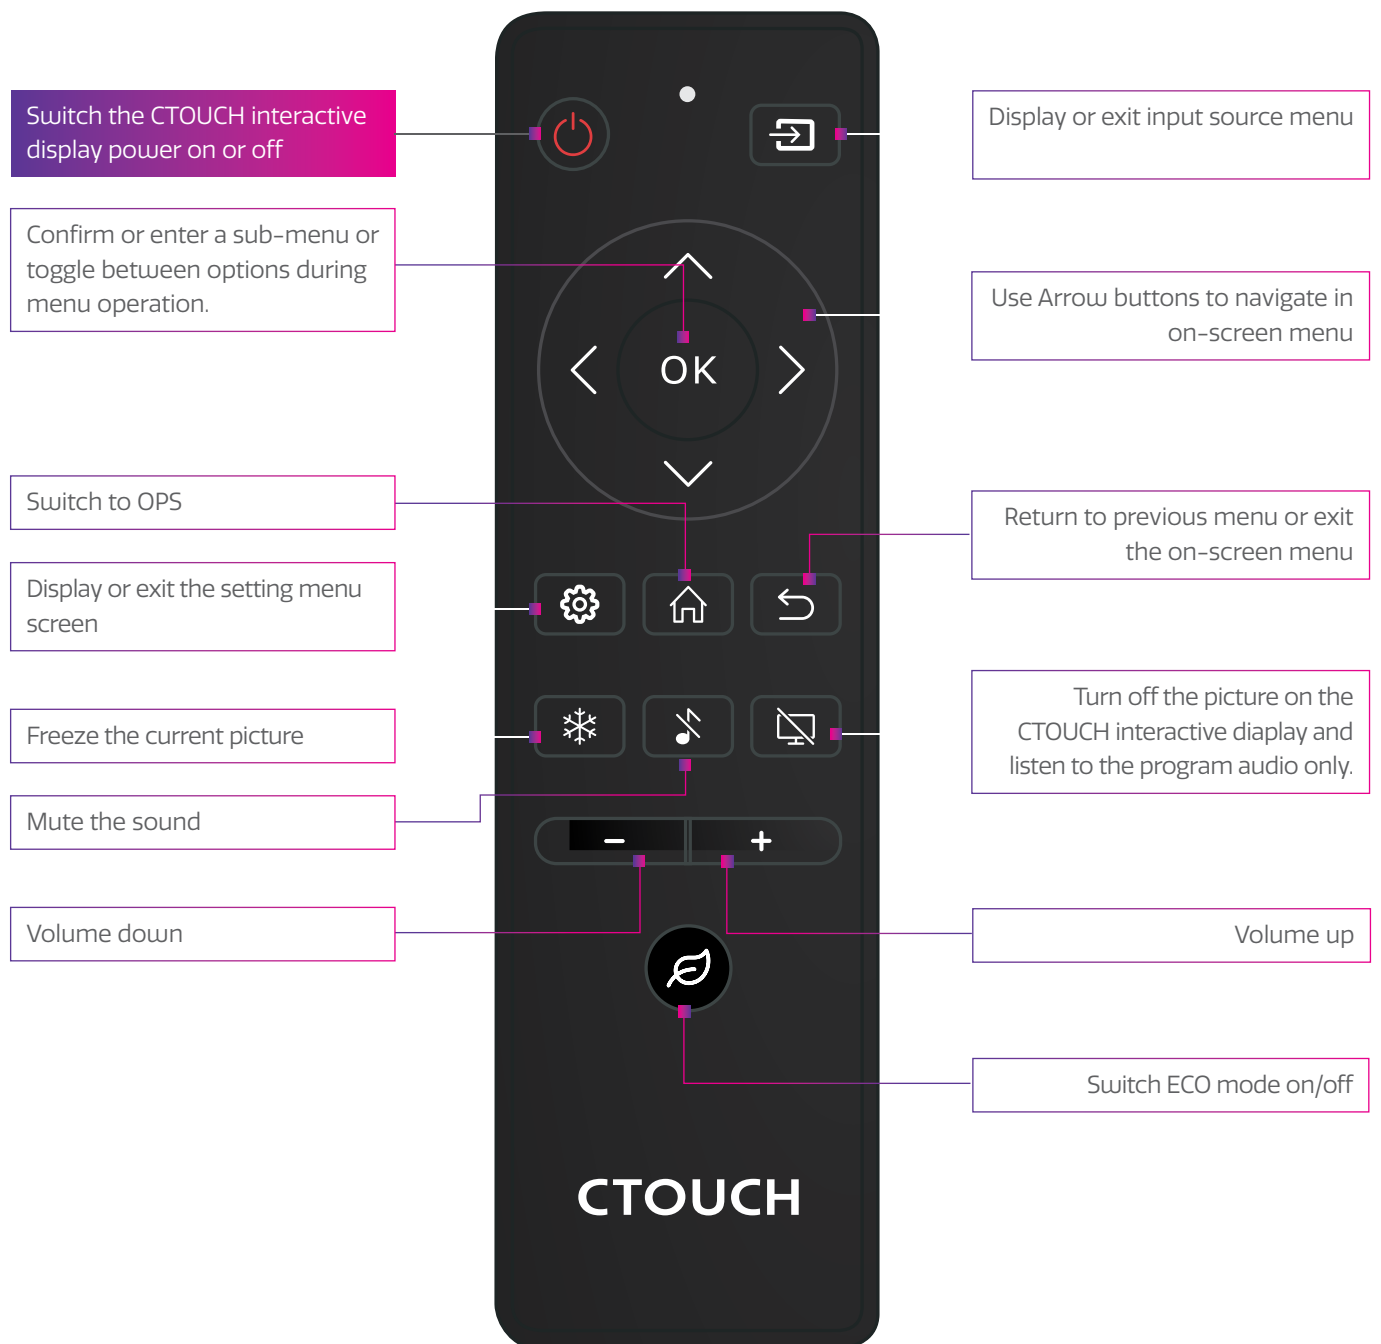 Switch the CTOUCH interactive
display power on or off
Display or exit input source menu
Confirm or enter a sub-menu or
toggle between options during
menu operation.
Use Arrow buttons to navigate in
on-screen menu
OK
Switch to OPS
Return to previous menu or exit
the on-screen menu
Display or exit the setting menu
screen
Turn off the picture on the
CTOUCH interactive diaplay and
listen to the program audio only.
Freeze the current picture
Mute the sound
- +
Volume down
Volume up
Switch ECO mode on/off
CTOUCH